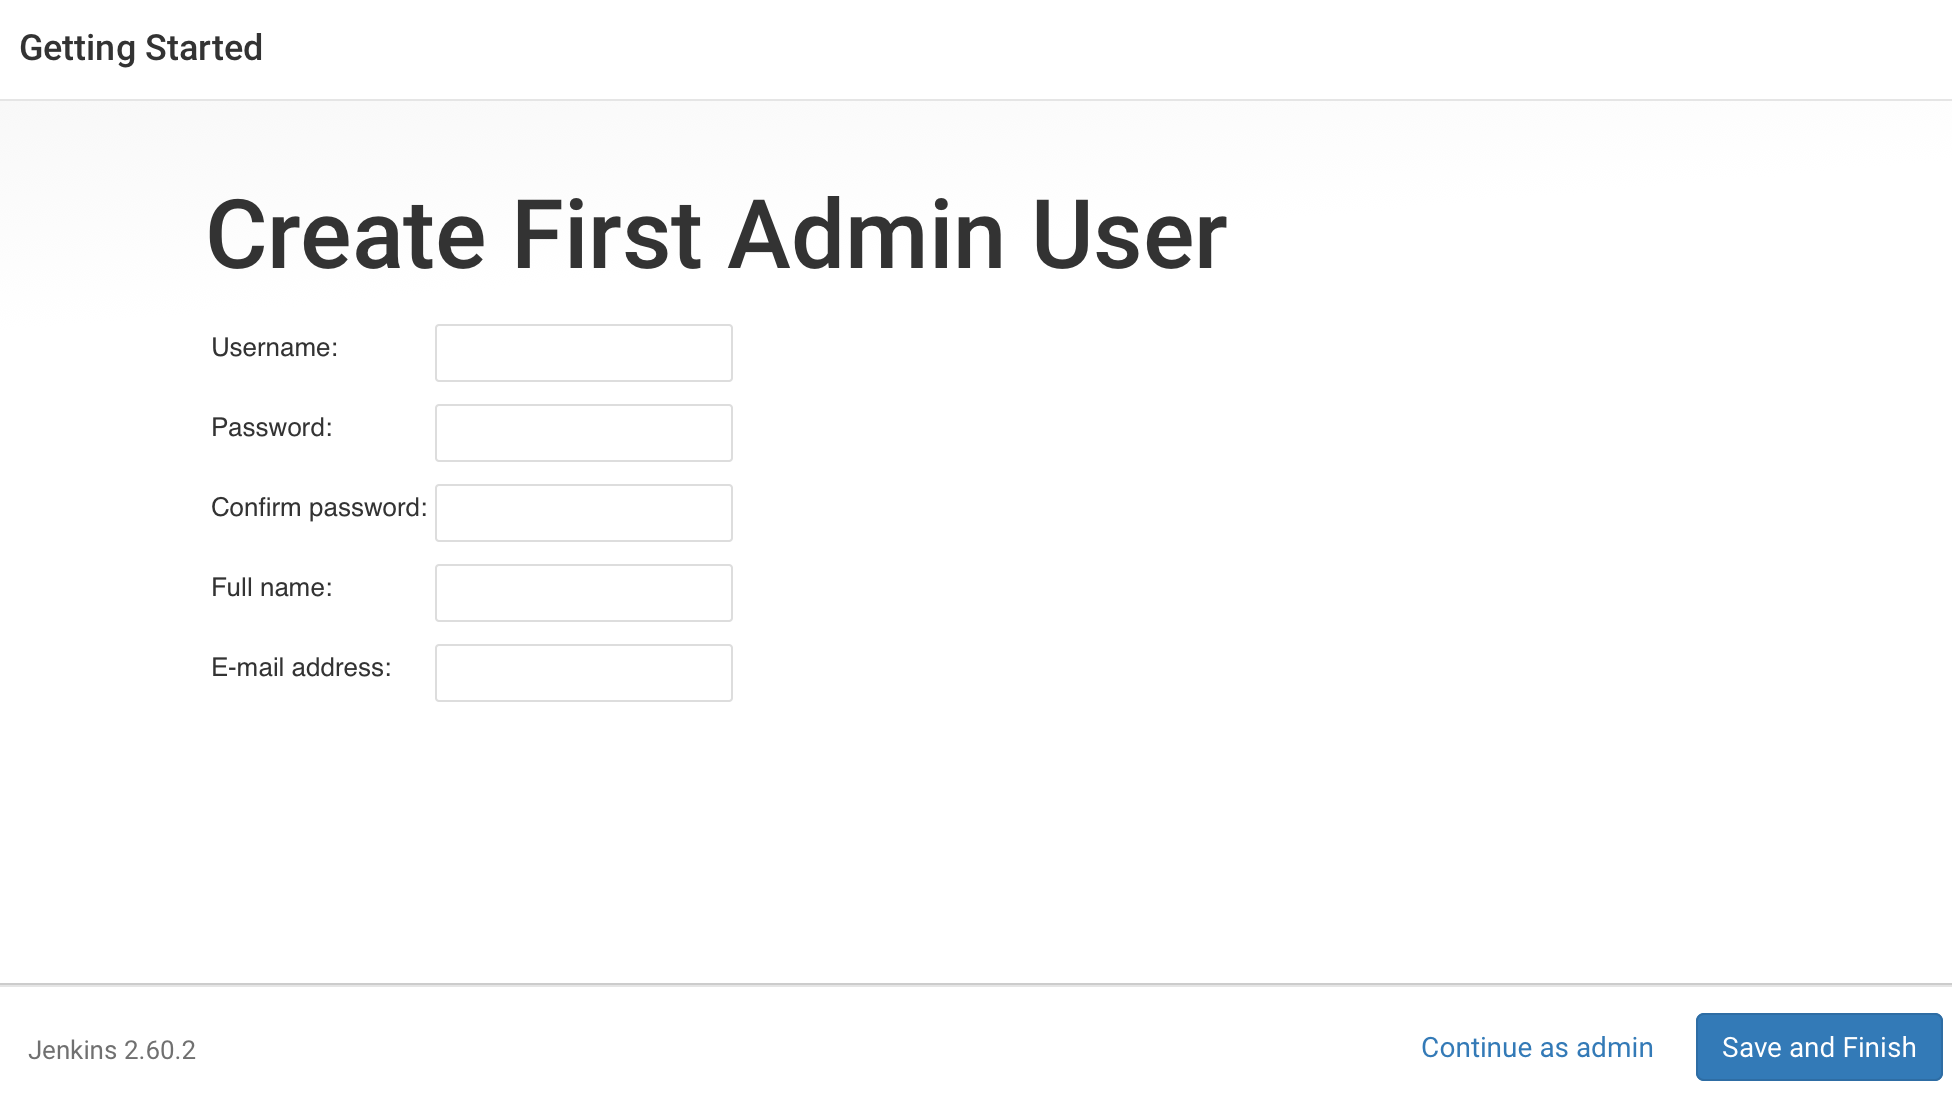 Getting Started
Create First Admin User
Username:
Password:
Confirm password:
Full name:
E-mail address:
Jenkins 2.60.2
Continue as admin
Save and Finish